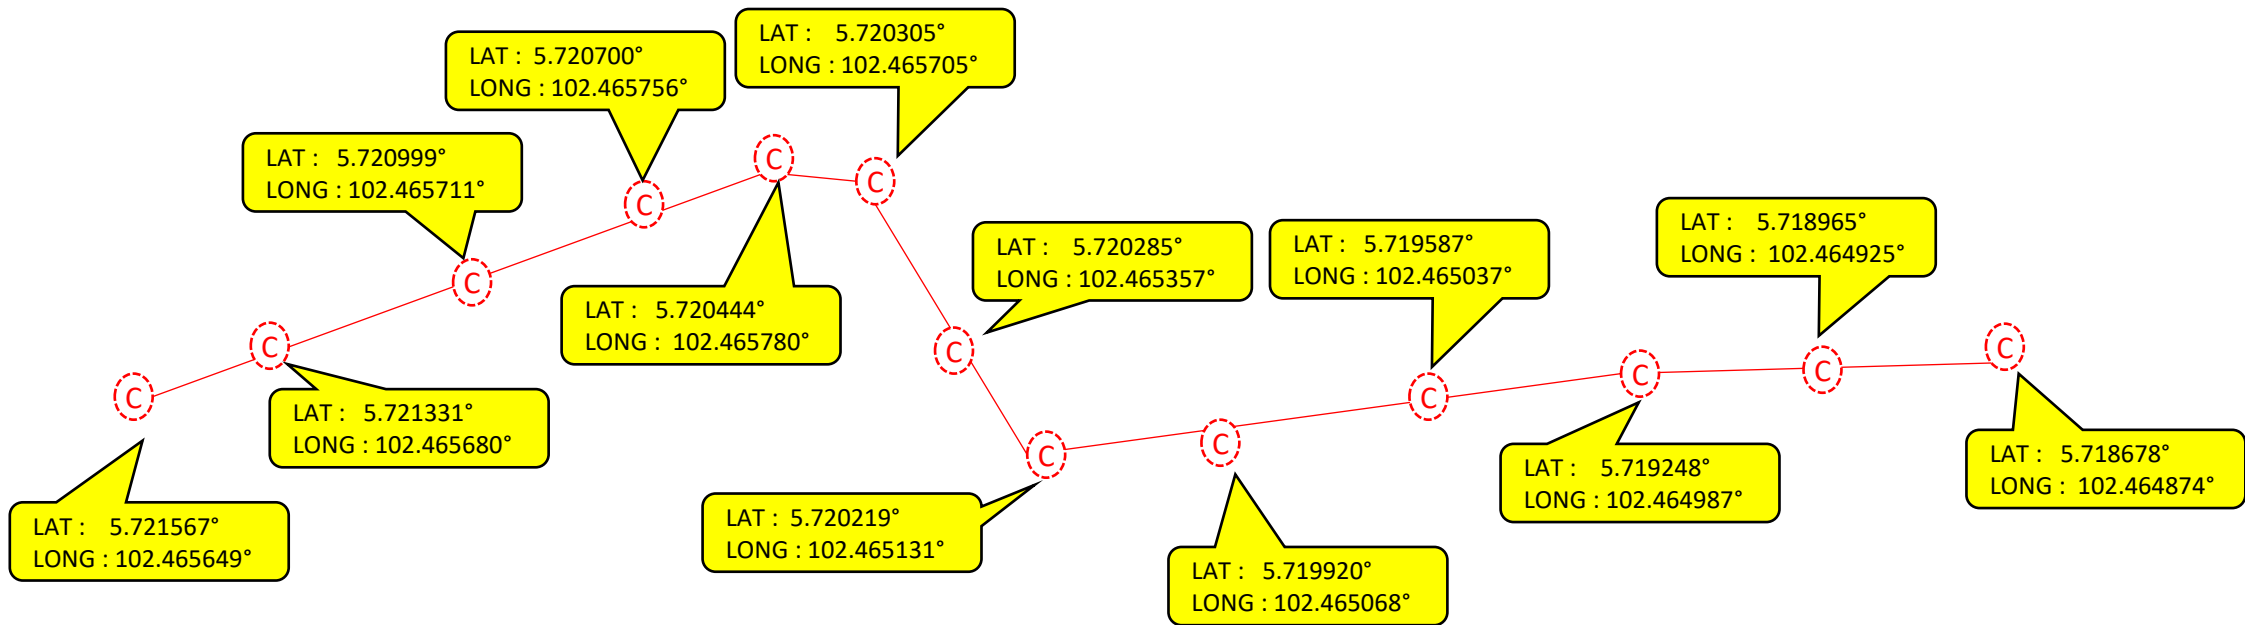 LAT :   5.720305°
LONG : 102.465705°
LAT :  5.720700°
LONG : 102.465756°
LAT :   5.720999°
LONG : 102.465711°
C
C
C
C
LAT :   5.720285°
LONG : 102.465357°
LAT :   5.719587°
LONG : 102.465037°
LAT :   5.718965°
LONG : 102.464925°
LAT :   5.720444°
LONG :  102.465780°
C
C
C
C
C
C
C
LAT :   5.721331°
LONG : 102.465680°
C
C
LAT :   5.719248°
LONG : 102.464987°
LAT :   5.718678°
LONG :  102.464874°
LAT :   5.721567°
LONG : 102.465649°
LAT :  5.720219°
LONG : 102.465131°
LAT :   5.719920°
LONG : 102.465068°